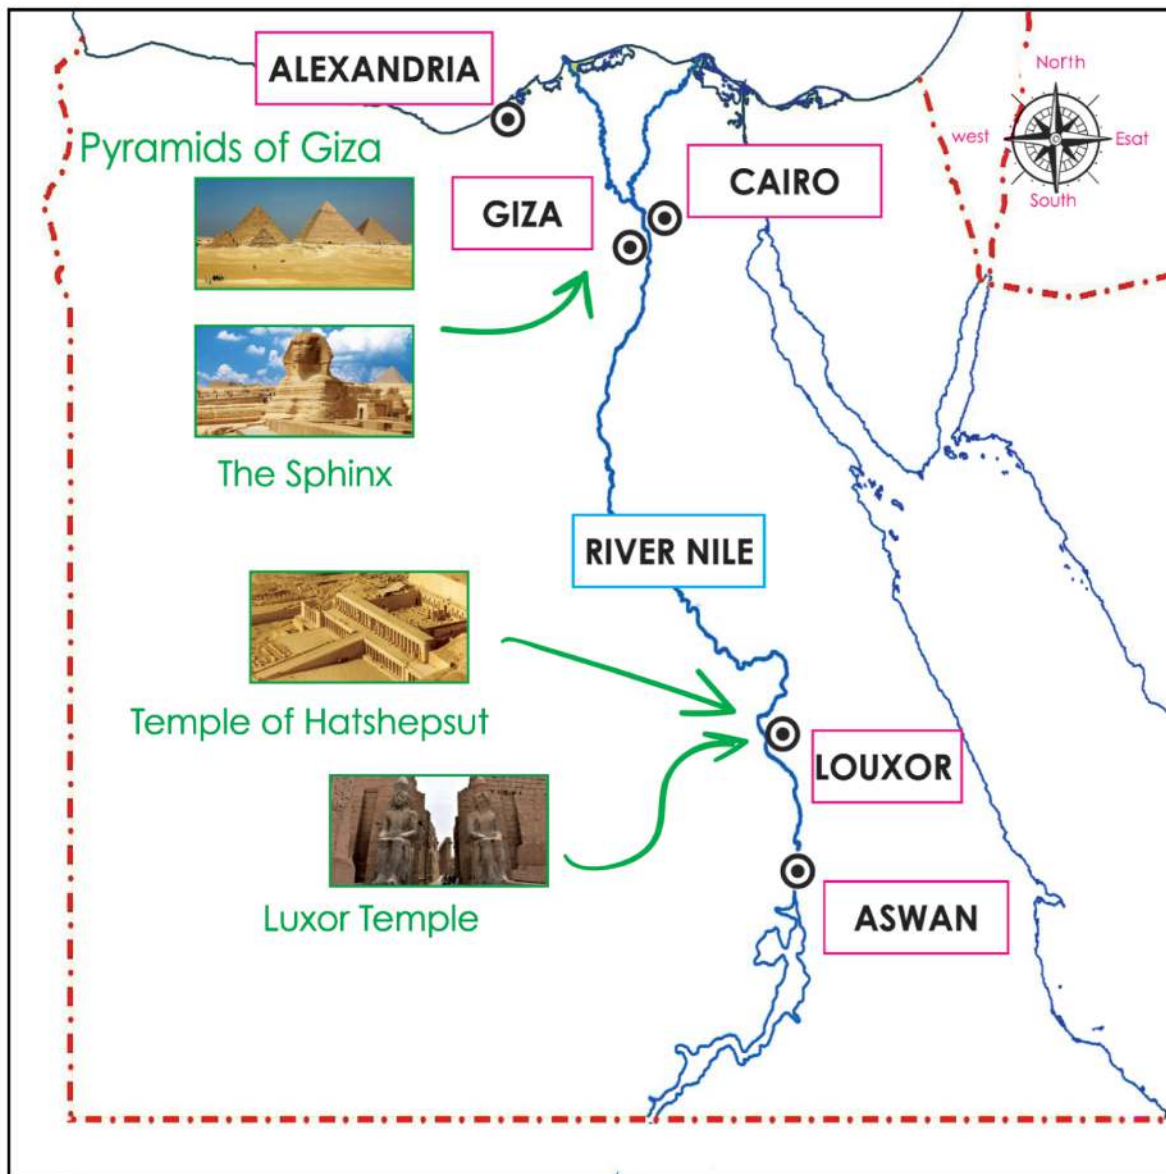 North
west
Esat
South
ALEXANDRIA
Pyramids of Giza
GIZA
CAIRO
The Sphinx
RIVER NILE
Temple of Hatshepsut
LOUXOR
Luxor Temple
ASWAN